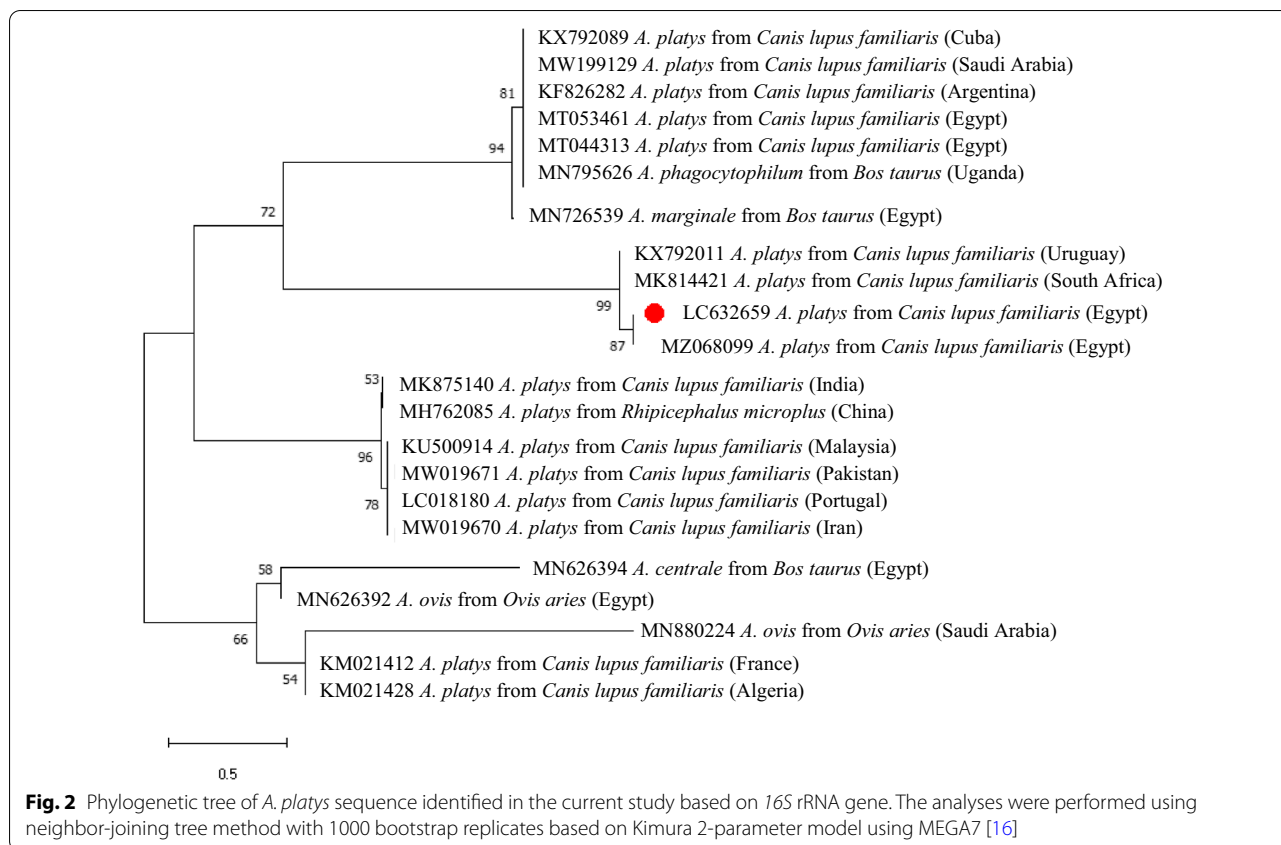 KX792089 A. platys from Canis lupus familiaris (Cuba)
MW199129 A. platys from Canis lupus familiaris (Saudi Arabia)
81
KF826282 A. platys from Canis lupus familiaris (Argentina)
MT053461 A. platys from Canis lupus familiaris (Egypt)
94
MT044313 A. platys from Canis lupus familiaris (Egypt)
MN795626 A. phagocytophilum from Bos taurus (Uganda)
72
MN726539 A. marginale from Bos taurus (Egypt)
KX792011 A. platys from Canis lupus familiaris (Uruguay)
MK814421 A. platys from Canis lupus familiaris (South Africa)
99
LC632659 A. platys from Canis lupus familiaris (Egypt)
87
MZ068099 A. platys from Canis lupus familiaris (Egypt)
53
MK875140 A. platys from Canis lupus familiaris (India)
MH762085 A. platys from Rhipicephalus microplus (China)
KU500914 A. platys from Canis lupus familiaris (Malaysia)
96
MW019671 A. platys from Canis lupus familiaris (Pakistan)
78
LC018180 A. platys from Canis lupus familiaris (Portugal)
MW019670 A. platys from Canis lupus familiaris (Iran)
58
MN626394 A. centrale from Bos taurus (Egypt)
MN626392 A. ovis from Ovis aries (Egypt)
66
MN880224 A. ovis from Ovis aries (Saudi Arabia)
KM021412 A. platys from Canis lupus familiaris (France)
54
KM021428 A. platys from Canis lupus familiaris (Algeria)
0.5
Fig. 2 Phylogenetic tree of A. platys sequence identified in the current study based on 16S rRNA gene. The analyses were performed using
neighbor-joining tree method with 1000 bootstrap replicates based on Kimura 2-parameter model using MEGA7 [16]